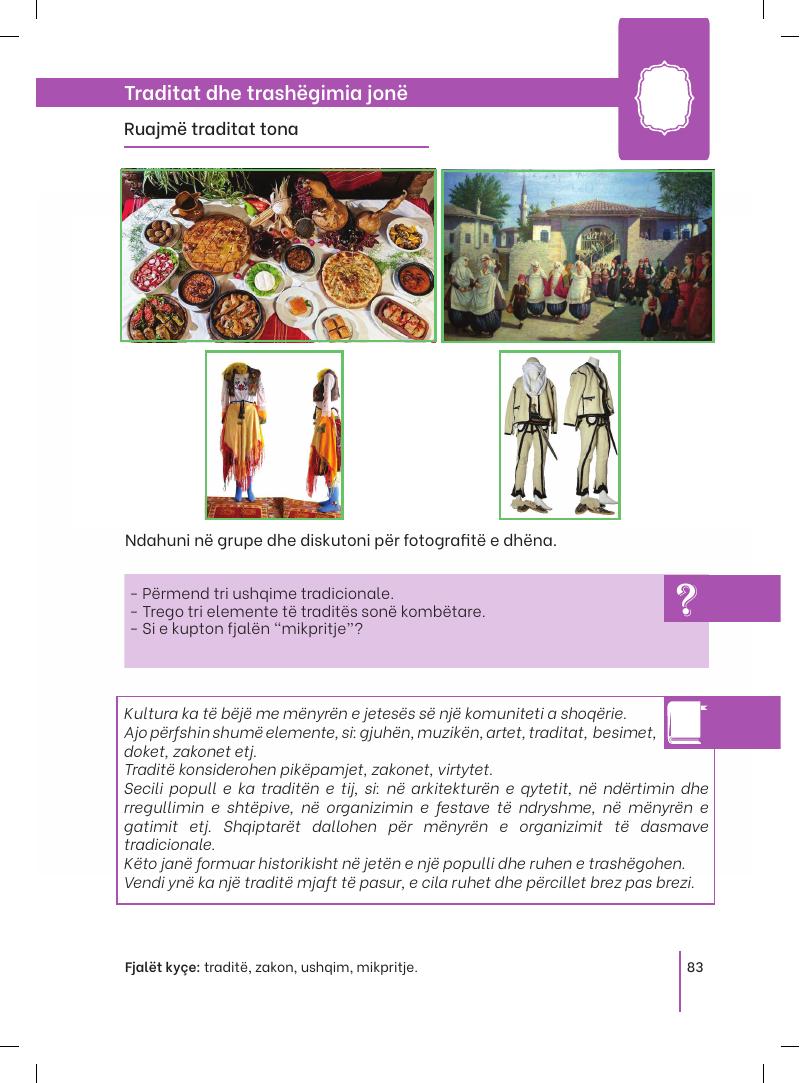 Traditat dhe trashëgimia jonë
Ruajmë traditat tona
Ndahuni në grupe dhe diskutoni për fotografitë e dhëna.
- Përmend tri ushqime tradicionale.
- Trego tri elemente të traditës sonë kombëtare.
- Si e kupton fjalën “mikpritje”?
?
Kultura ka të bëjë me mënyrën e jetesës së një komuniteti a shoqërie.
Ajo përfshin shumë elemente, si: gjuhën, muzikën, artet, traditat, besimet,
doket, zakonet etj.
Traditë konsiderohen pikëpamjet, zakonet, virtytet.
Secili popull e ka traditën e tij, si: në arkitekturën e qytetit, në ndërtimin dhe
rregullimin e shtëpive, në organizimin e festave të ndryshme, në mënyrën e
gatimit etj. Shqiptarët dallohen për mënyrën e organizimit të dasmave
tradicionale.
Këto janë formuar historikisht në jetën e një populli dhe ruhen e trashëgohen.
Vendi ynë ka një traditë mjaft të pasur, e cila ruhet dhe përcillet brez pas brezi.
Fjalët kyçe: traditë, zakon, ushqim, mikpritje.
83